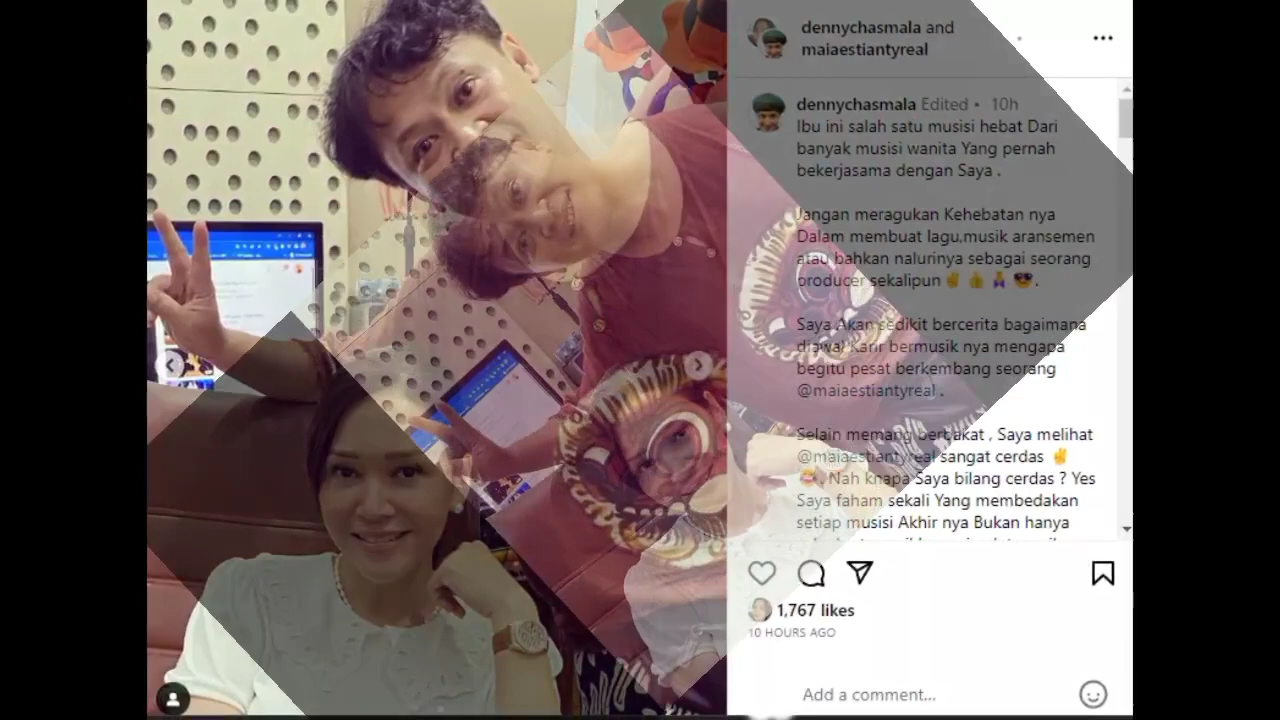 dennychasmala and
maiaestiantyreal
dennychasmala Edited • 10h
Ibu ini salah satu musisi hebat Dari
banyak musisi wanita Yang pernah
bekerjasama dengan Saya .
Jangan meragukan Kehebatan nya
Dalam membuat lagu,musik aransemen
atau bahkan nalurinya sebagai seorang
producer sekalipun ✌️👍🙏😎.
Saya Akan sedikit bercerita bagaimana
diawal Karir bermusik nya mengapa
begitu pesat berkembang seorang
@maiaestiantyreal .
Selain memang berbakat , Saya melihat
@maiaestiantyreal sangat cerdas ✌️
😅. Nah knapa Saya bilang cerdas ? Yes
Saya faham sekali Yang membedakan
setiap musisi Akhir nya Bukan hanya
1,767 likes
10 HOURS AGO
Add a comment...